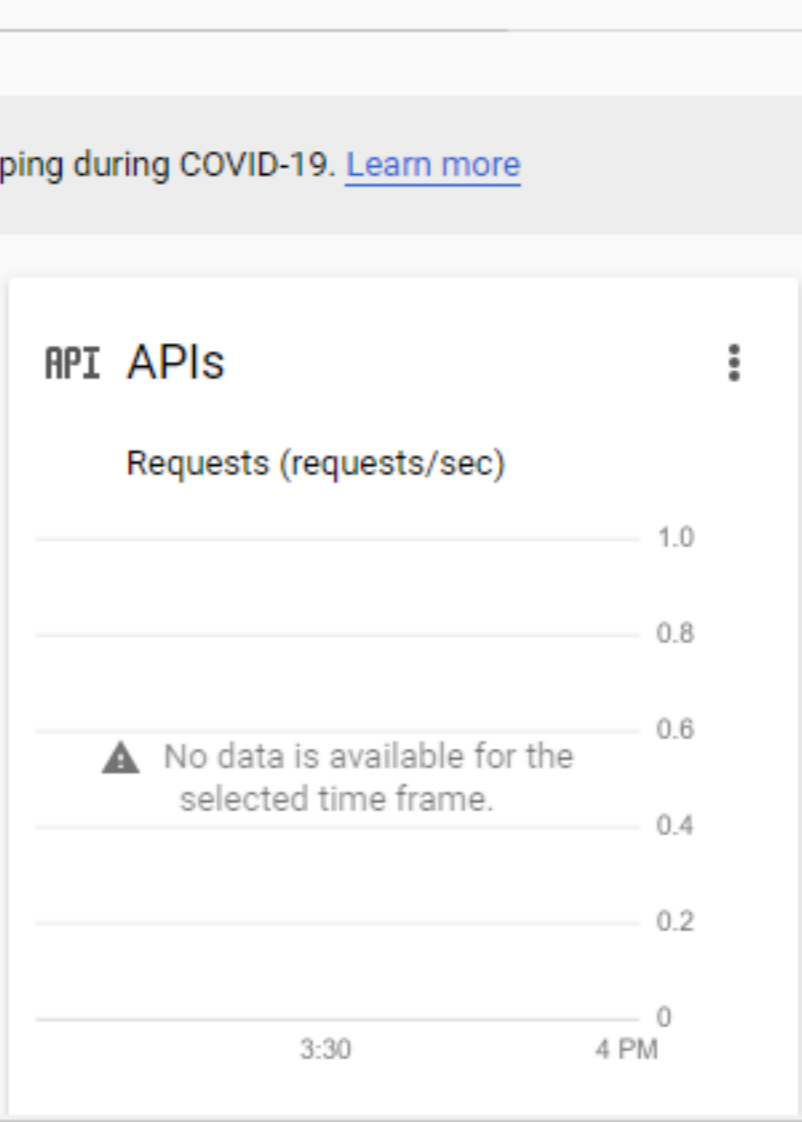 during COVID-19. Learn more
API APIs
Requests (requests/sec)
1.0
0.8
0.6
No data is available for the
selected time frame.
0.4
0.2
0
3:30 4 PM